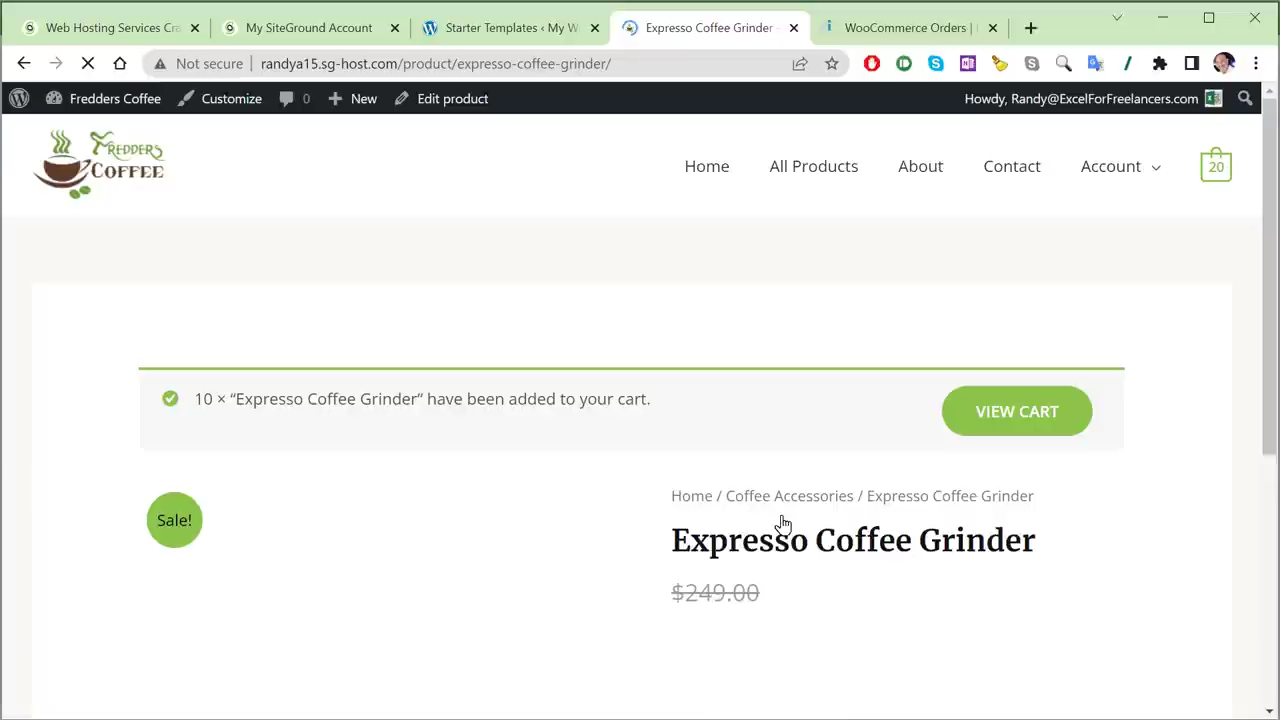 Web Hosting Services Cra
My SiteGround Account
Starter Templates ‹ My W
Expresso Coffee Grinder -
WooCommerce Orders |
Not secure
randya15.sg-host.com/product/expresso-coffee-grinder/
Fredders Coffee
Customize
0
New
Edit product
Howdy, Randy@ExcelForFreelancers.com
FREDDERS
COFFEE
Home
All Products
About
Contact
Account
20
10 × “Expresso Coffee Grinder” have been added to your cart.
VIEW CART
Home / Coffee Accessories / Expresso Coffee Grinder
Sale!
Expresso Coffee Grinder
$249.00